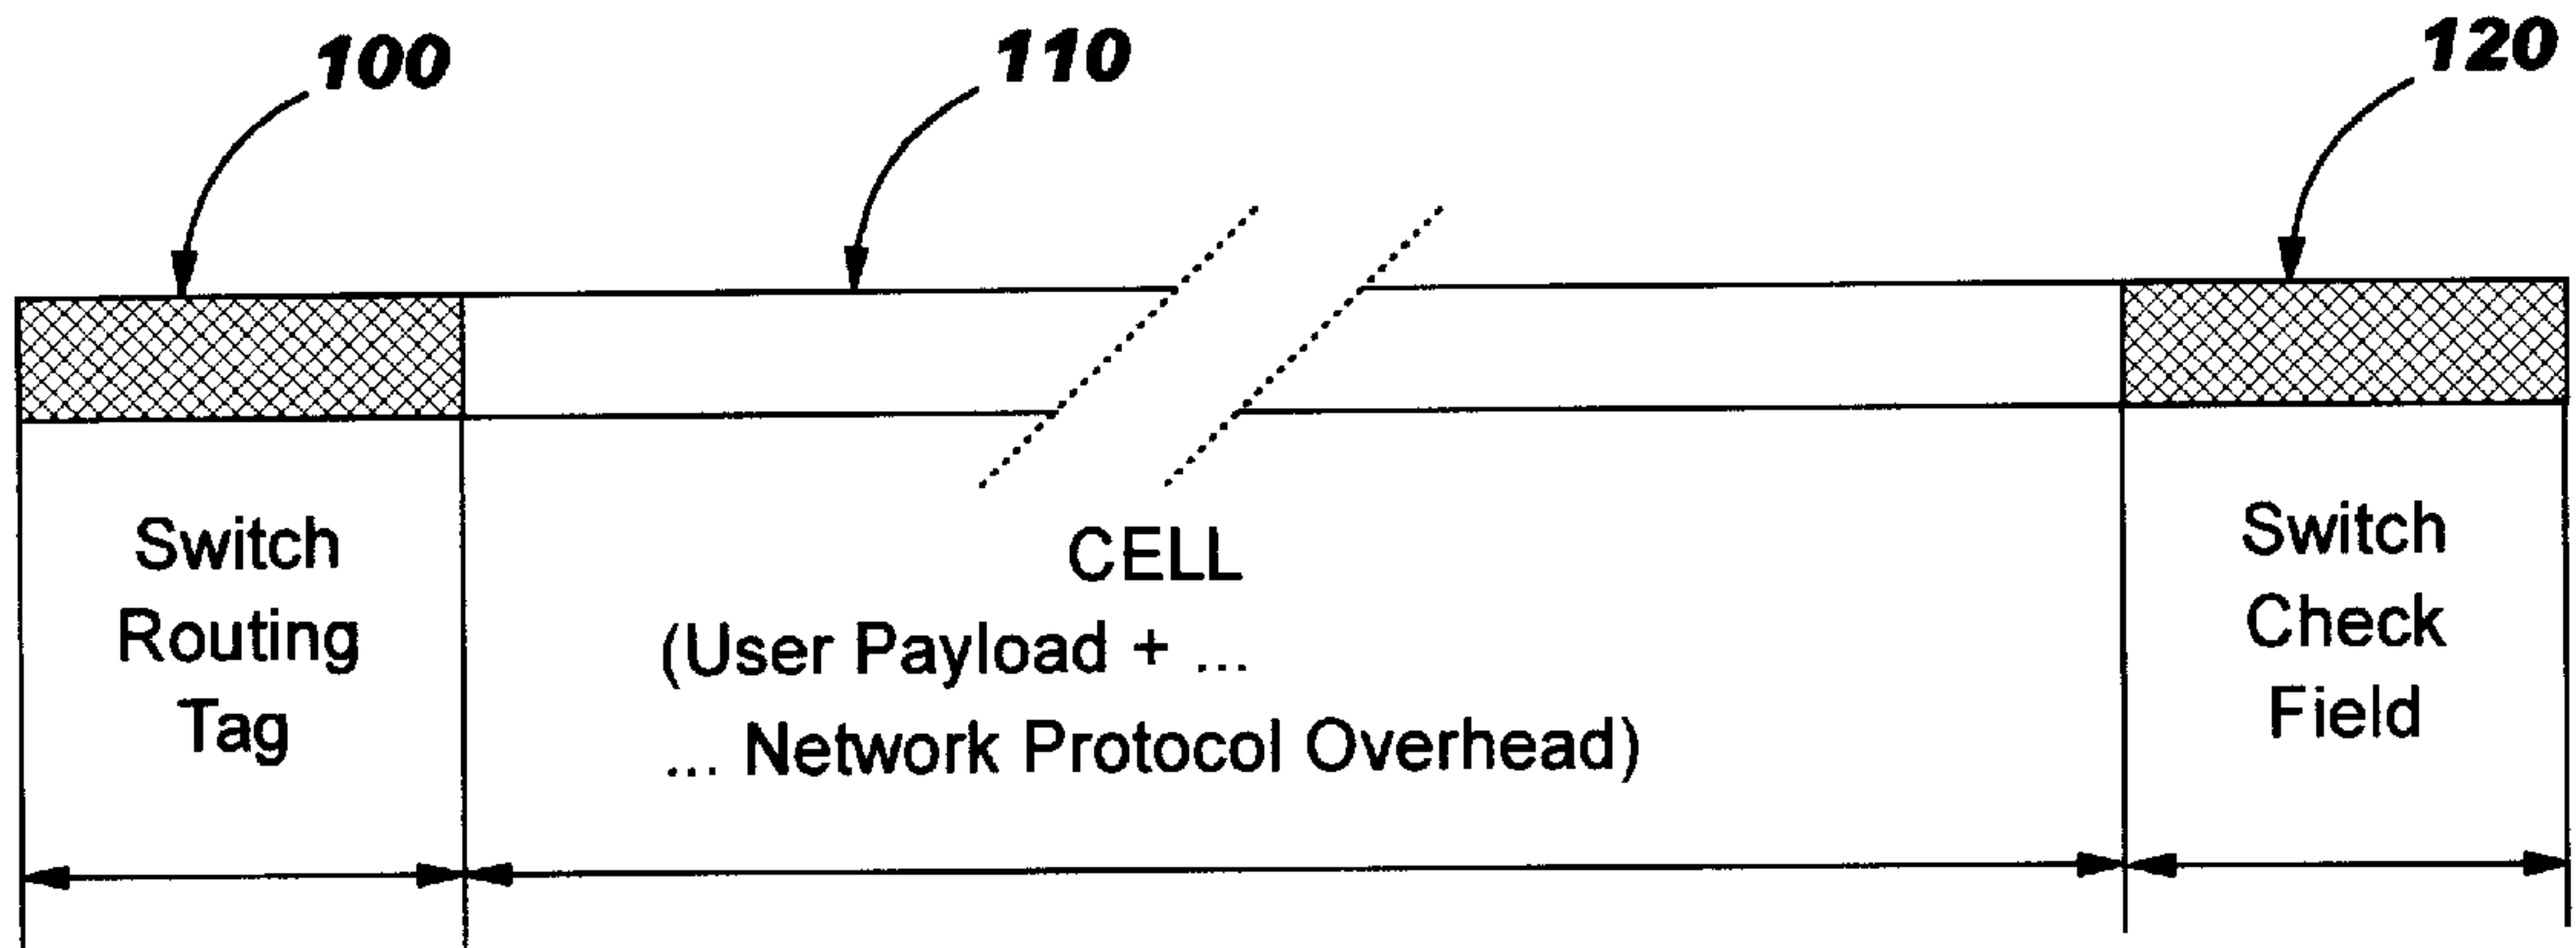 100
110
120
Switch
Routing
Tag
CELL
(User Payload + ...
... Network Protocol Overhead)
Switch
Check
Field